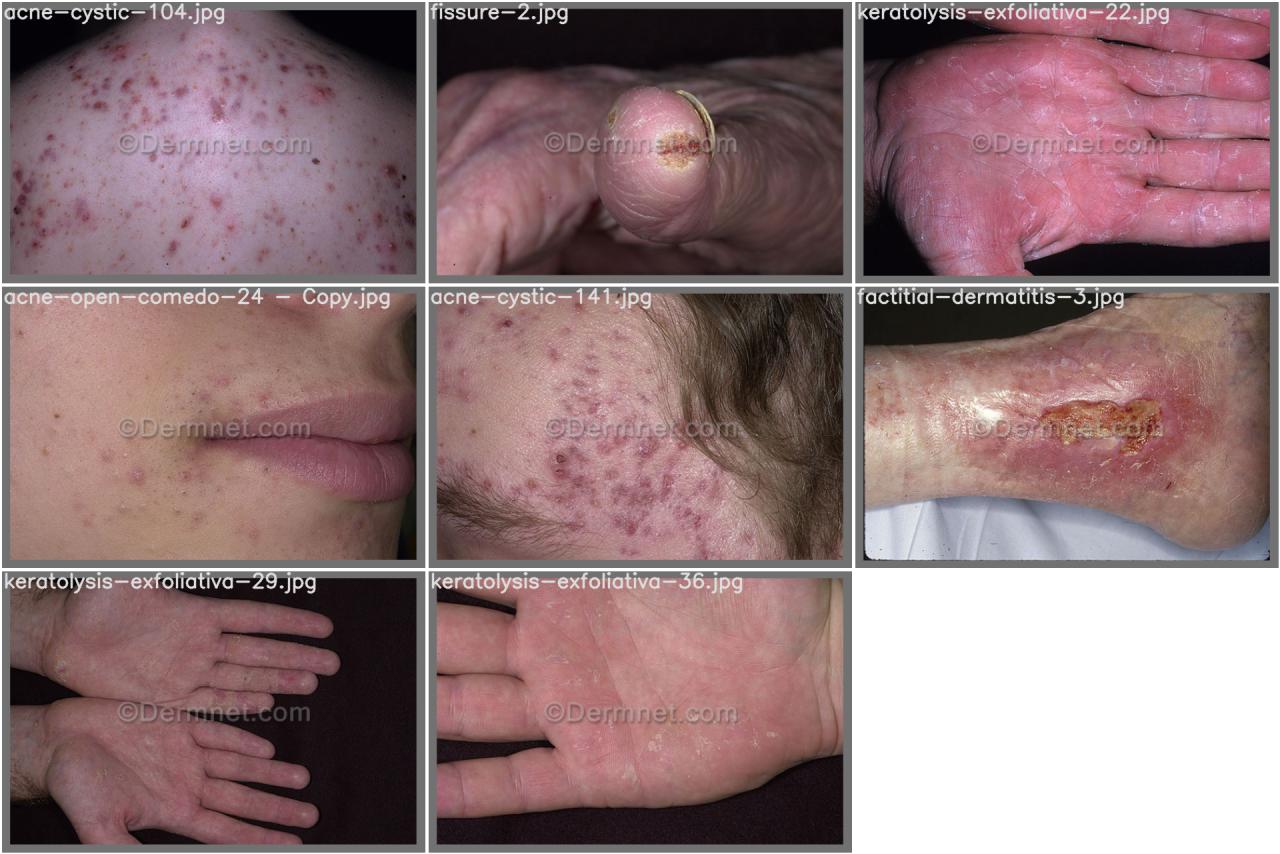 acne-cystic-104.jpg
fissure-2.jpg
keratolysis-exfoliativa-22.jpg
©Dermnet.com
©Dermnet.com
©Dermnet.com
acne-open-comedo-24 - Copy.jpg
acne-cystic-141.jpg
factitial-dermatitis-3.jpg
©Dermnet.com
©Dermnet.com
©Dermnet.com
keratolysis-exfoliativa-29.jpg
keratolysis-exfoliativa-36.jpg
©Dermnet.com
©Dermnet.com